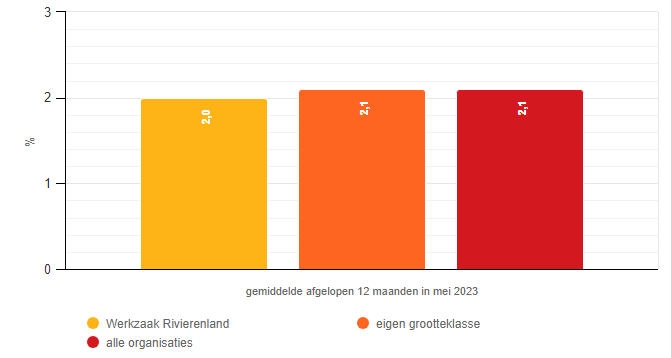 3
2
1
0
%
2,0
2,1
2,1
gemiddelde afgelopen 12 maanden in mei 2023
Werkzaak Rivierenland
eigen grootteklasse
alle organisaties